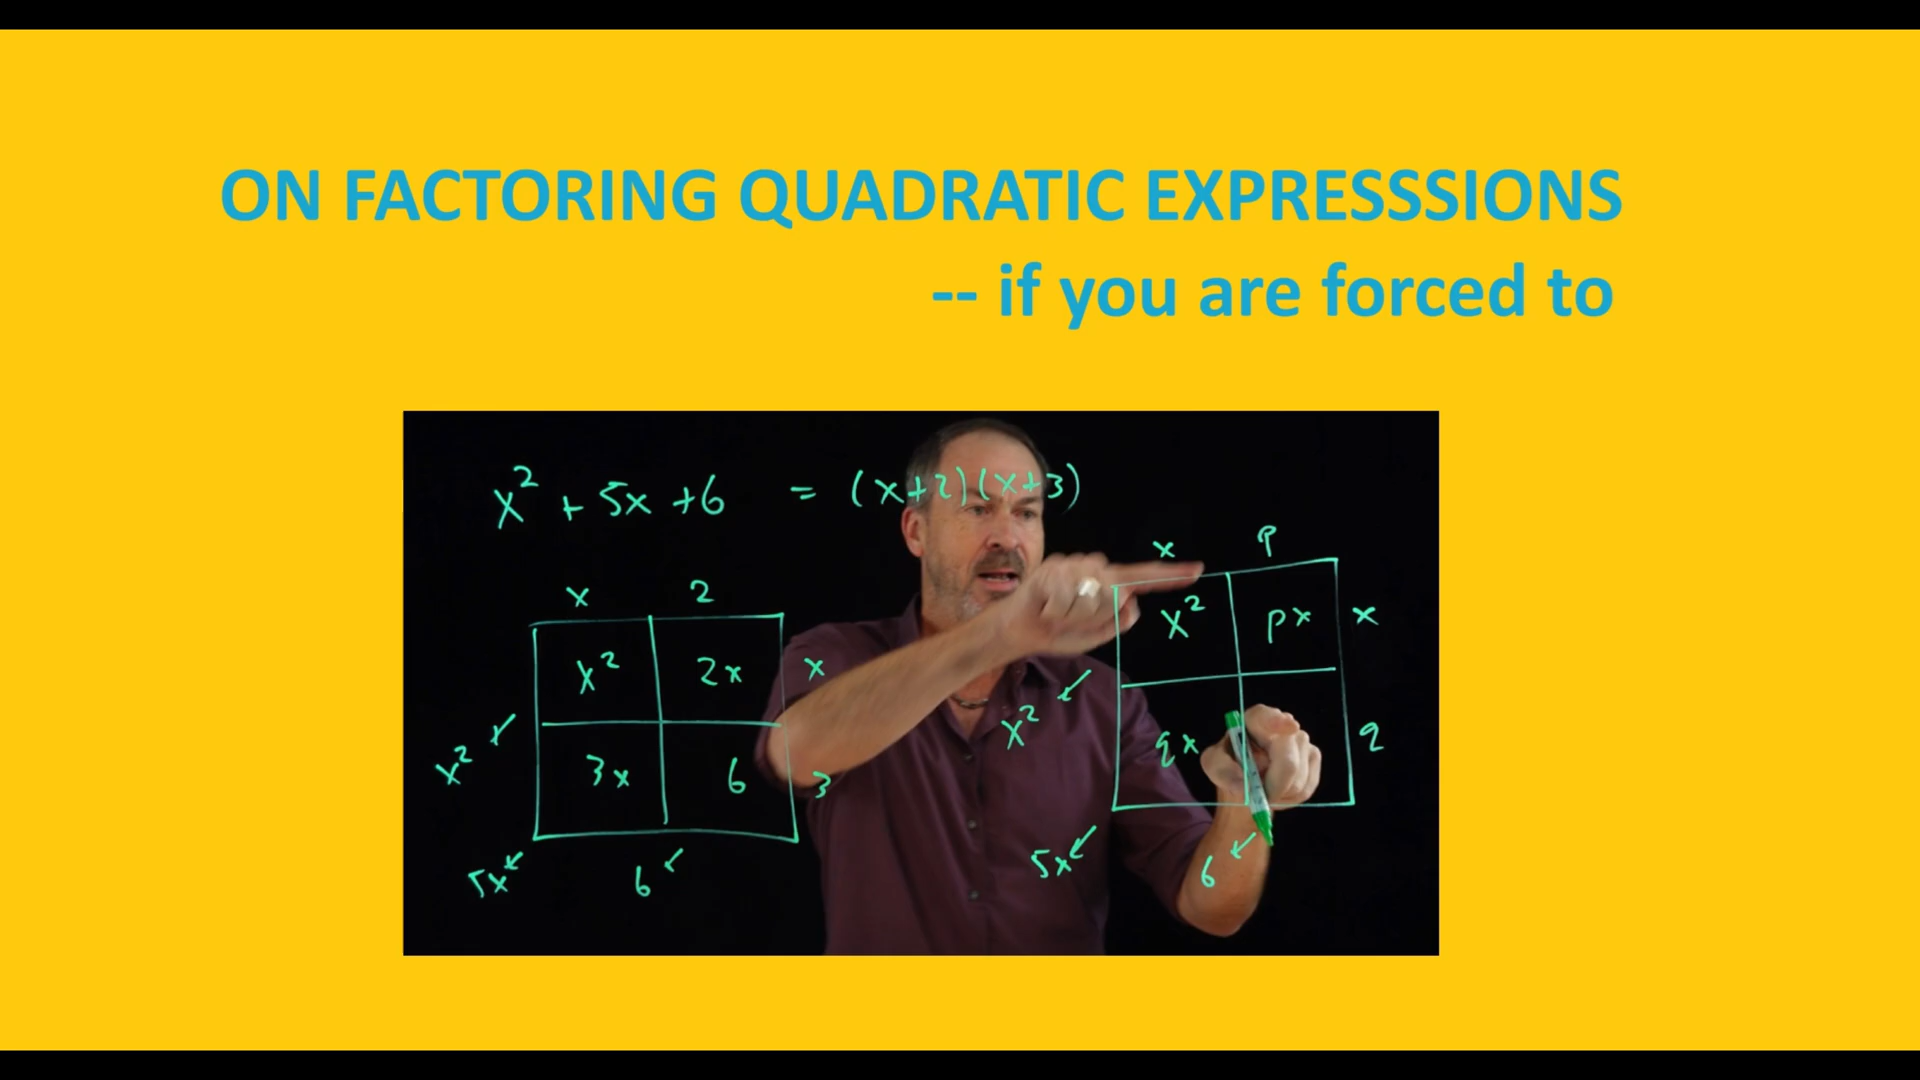 ON FACTORING QUADRATIC EXPRESSSIONS
-- if you are forced to
x² + 5x + 6 = (x+2)(x+3)
x 2
x² 2x x
x² ✓
3x 6 3
5x ✓ 6 ✓
x p
x² px x
x² ✓
qx q
5x ✓ 6 ✓